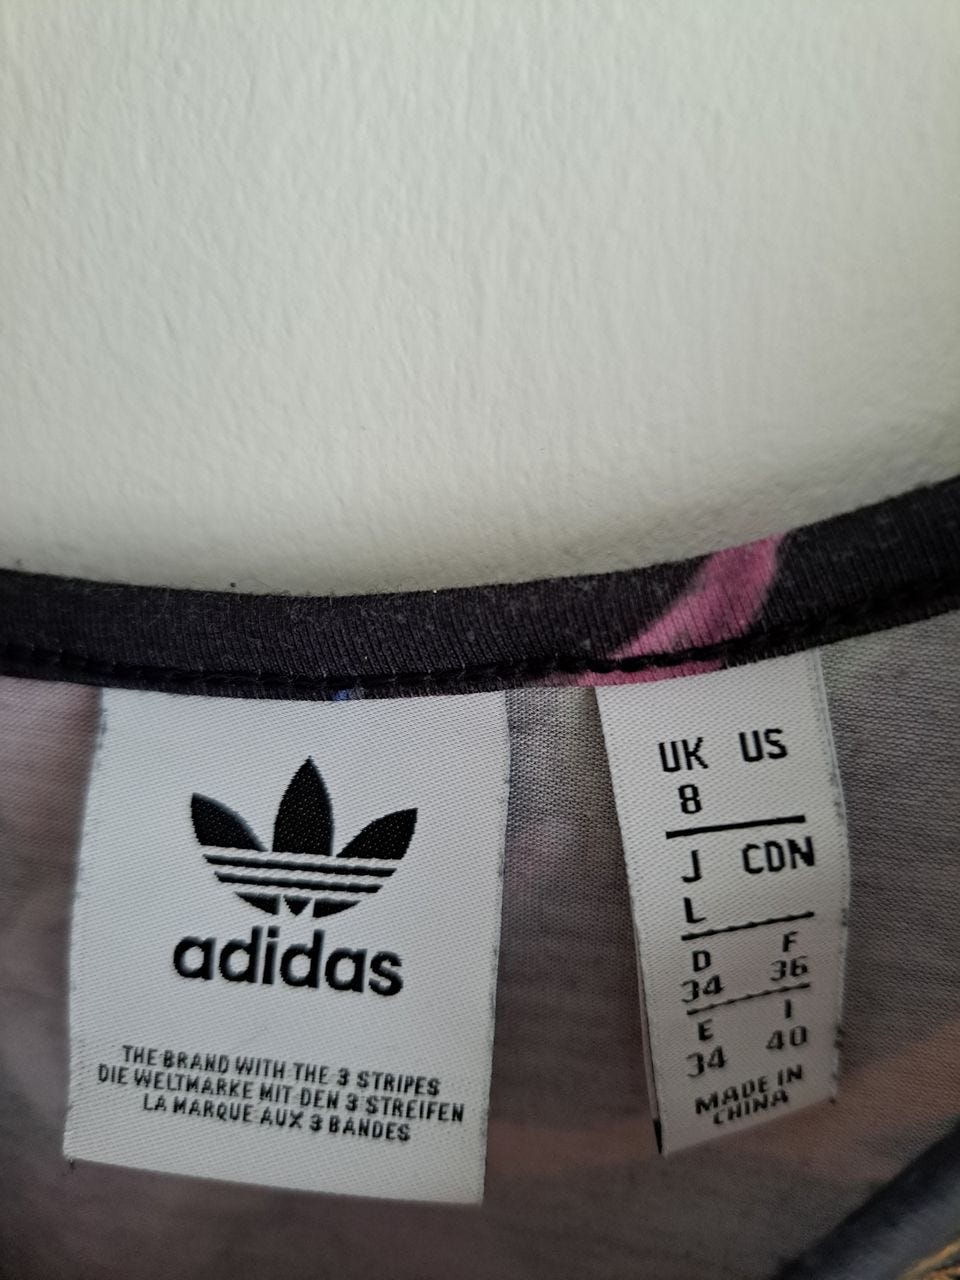 adidas
THE BRAND WITH THE 3 STRIPES
DIE WELTMARKE MIT DEN 3 STREIFEN
LA MARQUE AUX 3 BANDES
UK US
8
J CDN
L
D F
34 36
E I
34 40
MADE IN
CHINA